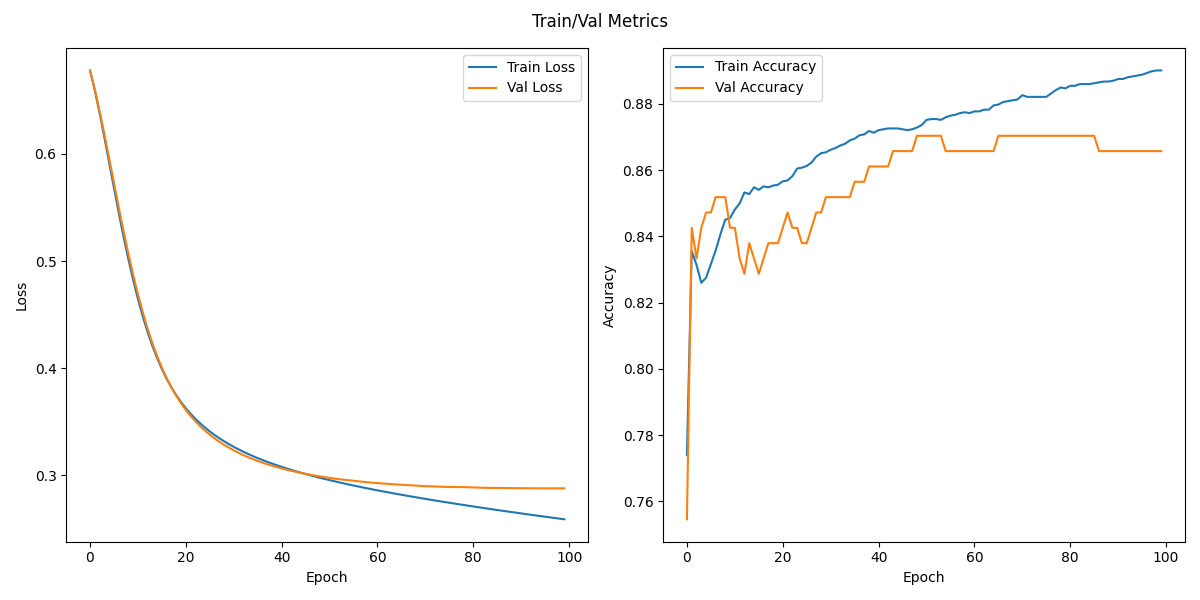 Train/Val Metrics
Train Loss
Val Loss
0.6
0.5
0.4
0.3
Loss
0 20 40 60 80 100
Epoch
Train Accuracy
Val Accuracy
0.88
0.86
0.84
0.82
0.80
0.78
0.76
Accuracy
0 20 40 60 80 100
Epoch